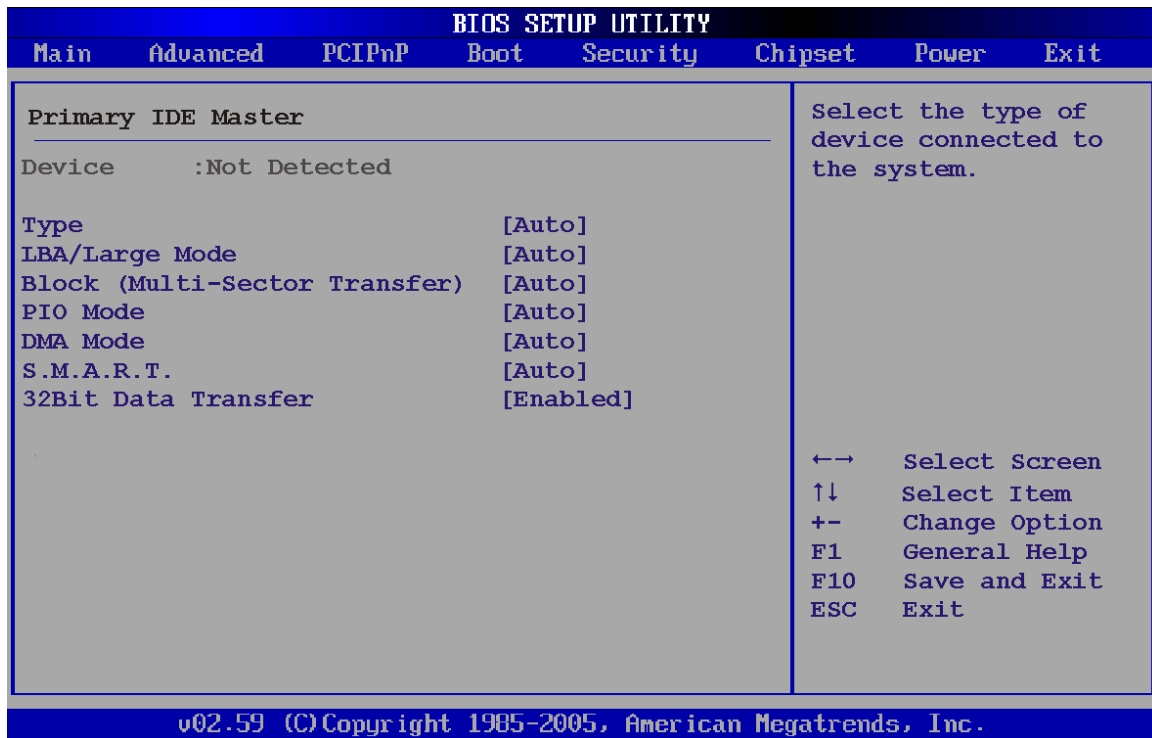 BIOS SETUP UTILITY
Main Advanced PCIPnP Boot Security Chipset Power Exit
Primary IDE Master
Device :Not Detected
Type [Auto]
LBA/Large Mode [Auto]
Block (Multi-Sector Transfer) [Auto]
PIO Mode [Auto]
DMA Mode [Auto]
S.M.A.R.T. [Auto]
32Bit Data Transfer [Enabled]
Select the type of
device connected to
the system.
←→ Select Screen
↑↓ Select Item
+- Change Option
F1 General Help
F10 Save and Exit
ESC Exit
v02.59 (C)Copyright 1985-2005, American Megatrends, Inc.